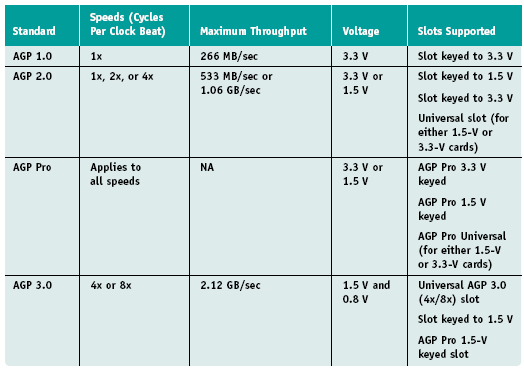 Standard
Speeds (Cycles
Per Clock Beat)
Maximum Throughput
Voltage
Slots Supported
AGP 1.0
1x
266 MB/sec
3.3 V
Slot keyed to 3.3 V
AGP 2.0
1x, 2x, or 4x
533 MB/sec or
1.06 GB/sec
3.3 V or
1.5 V
Slot keyed to 1.5 V
Slot keyed to 3.3 V
Universal slot (for
either 1.5-V or
3.3-V cards)
AGP Pro
Applies to
all speeds
NA
3.3 V or
1.5 V
AGP Pro 3.3 V
keyed
AGP Pro 1.5 V
keyed
AGP Pro Universal
(for either 1.5-V
or 3.3-V cards)
AGP 3.0
4x or 8x
2.12 GB/sec
1.5 V and
0.8 V
Universal AGP 3.0
(4x/8x) slot
Slot keyed to 1.5 V
AGP Pro 1.5-V
keyed slot